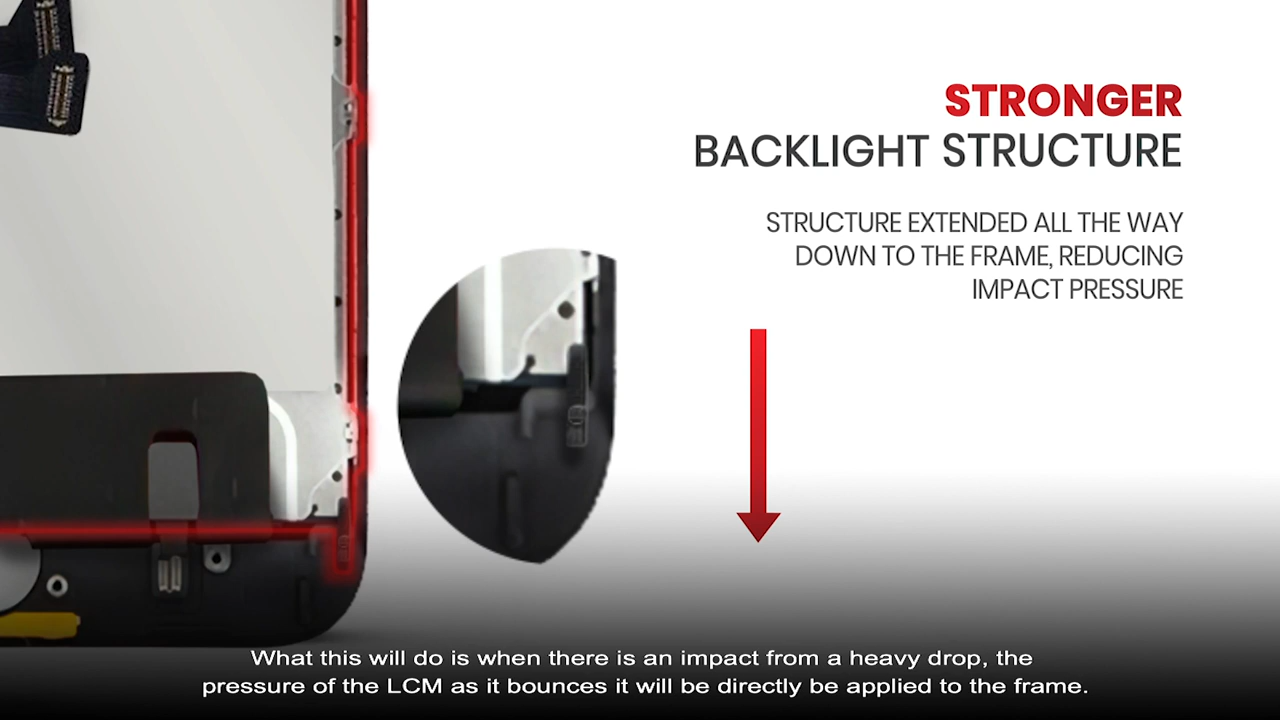 STRONGER
BACKLIGHT STRUCTURE
STRUCTURE EXTENDED ALL THE WAY
DOWN TO THE FRAME, REDUCING
IMPACT PRESSURE
What this will do is when there is an impact from a heavy drop, the
pressure of the LCM as it bounces it will be directly be applied to the frame.